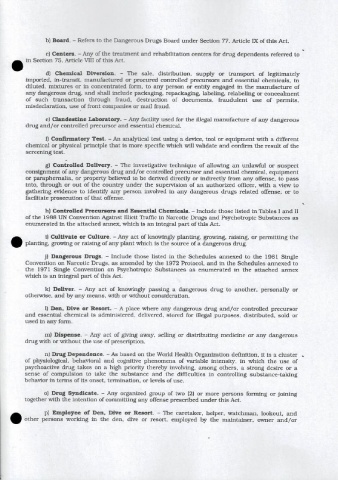 b) Board. – Refers to the Dangerous Drugs Board under Section 77, Article IX of this Act.
c) Centers. – Any of the treatment and rehabilitation centers for drug dependents referred to
in Section 75, Article VIII of this Act.
d) Chemical Diversion. – The sale, distribution, supply or transport of legitimately
imported, in-transit, manufactured or procured controlled precursors and essential chemicals, in
diluted, mixtures or in concentrated form, to any person or entity engaged in the manufacture of
any dangerous drug, and shall include packaging, repackaging, labeling, relabeling or concealment
of such transaction through fraud, destruction of documents, fraudulent use of permits,
misdeclaration, use of front companies or mail fraud.
e) Clandestine Laboratory. – Any facility used for the illegal manufacture of any dangerous
drug and/or controlled precursor and essential chemical.
f) Confirmatory Test. – An analytical test using a device, tool or equipment with a different
chemical or physical principle that is more specific which will validate and confirm the result of the
screening test.
g) Controlled Delivery. – The investigative technique of allowing an unlawful or suspect
consignment of any dangerous drug and/or controlled precursor and essential chemical, equipment
or paraphernalia, or property believed to be derived directly or indirectly from any offense, to pass
into, through or out of the country under the supervision of an authorized officer, with a view to
gathering evidence to identify any person involved in any dangerous drugs related offense, or to
facilitate prosecution of that offense.
h) Controlled Precursors and Essential Chemicals. – Include those listed in Tables I and II
of the 1988 UN Convention Against Illicit Traffic in Narcotic Drugs and Psychotropic Substances as
enumerated in the attached annex, which is an integral part of this Act.
i) Cultivate or Culture. – Any act of knowingly planting, growing, raising, or permitting the
planting, growing or raising of any plant which is the source of a dangerous drug.
j) Dangerous Drugs. – Include those listed in the Schedules annexed to the 1961 Single
Convention on Narcotic Drugs, as amended by the 1972 Protocol, and in the Schedules annexed to
the 1971 Single Convention on Psychotropic Substances as enumerated in the attached annex
which is an integral part of this Act.
k) Deliver. – Any act of knowingly passing a dangerous drug to another, personally or
otherwise, and by any means, with or without consideration.
l) Den, Dive or Resort. – A place where any dangerous drug and/or controlled precursor
and essential chemical is administered, delivered, stored for illegal purposes, distributed, sold or
used in any form.
m) Dispense. – Any act of giving away, selling or distributing medicine or any dangerous
drug with or without the use of prescription.
n) Drug Dependence. – As based on the World Health Organization definition, it is a cluster
of physiological, behavioral and cognitive phenomena of variable intensity, in which the use of
psychoactive drug takes on a high priority thereby involving, among others, a strong desire or a
sense of compulsion to take the substance and the difficulties in controlling substance-taking
behavior in terms of its onset, termination, or levels of use.
o) Drug Syndicate. – Any organized group of two (2) or more persons forming or joining
together with the intention of committing any offense prescribed under this Act.
p) Employee of Den, Dive or Resort. – The caretaker, helper, watchman, lookout, and
other persons working in the den, dive or resort, employed by the maintainer, owner and/or